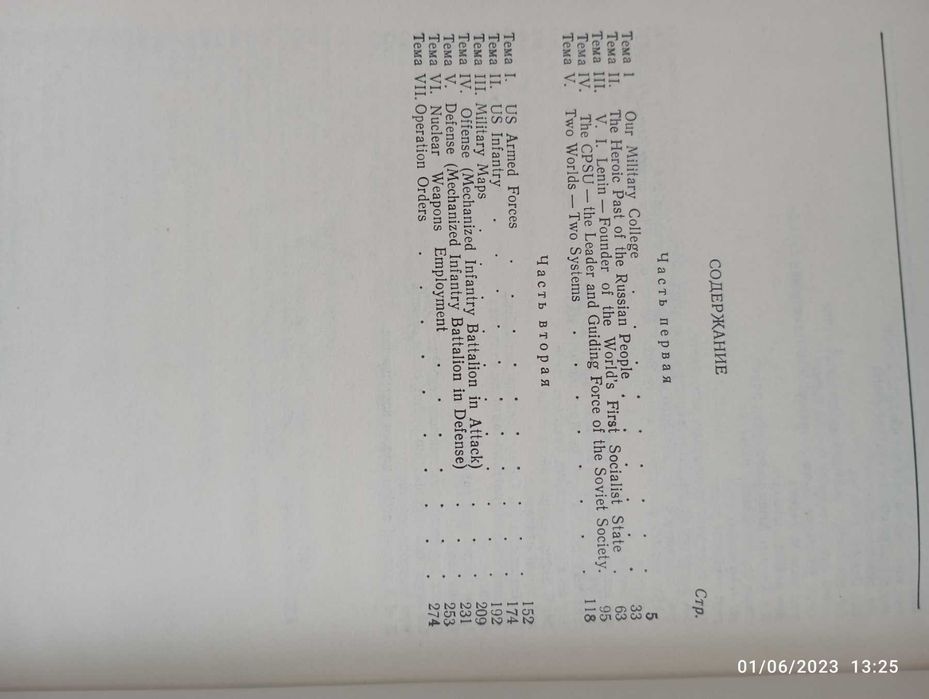 СОДЕРЖАНИЕ
Стр.
Часть первая
Тема I Our Military College . . . . . . 5
Тема II. The Heroic Past of the Russian People . . . . 33
Тема III. V. I. Lenin — Founder of the World's First Socialist State . 63
Тема IV. The CPSU — the Leader and Guiding Force of the Soviet Society. 95
Тема V. Two Worlds — Two Systems . . . . . . . 118
Часть вторая
Тема I. US Armed Forces . . . . . . . . 152
Тема II. US Infantry . . . . . . . . . 174
Тема III. Military Maps . . . . . . . . . 192
Тема IV. Offense (Mechanized Infantry Battalion in Attack) . . . 209
Тема V. Defense (Mechanized Infantry Battalion in Defense) . . . 231
Тема VI. Nuclear Weapons Employment . . . . . . 253
Тема VII. Operation Orders . . . . . . . . 274
01/06/2023 13:25